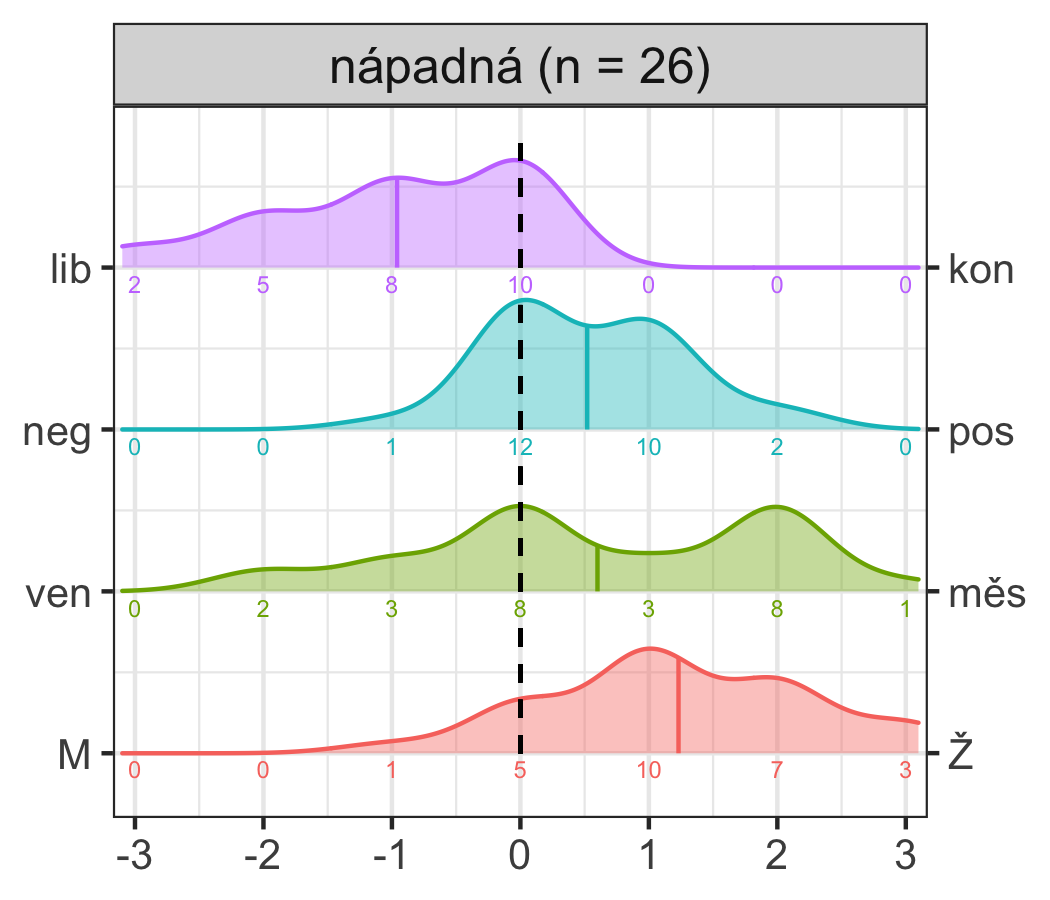 nápadná (n = 26)
lib kon
2 5 8 10 0 0 0
neg pos
0 0 1 12 10 2 0
ven měs
0 2 3 8 3 8 1
M Ž
0 0 1 5 10 7 3
-3 -2 -1 0 1 2 3